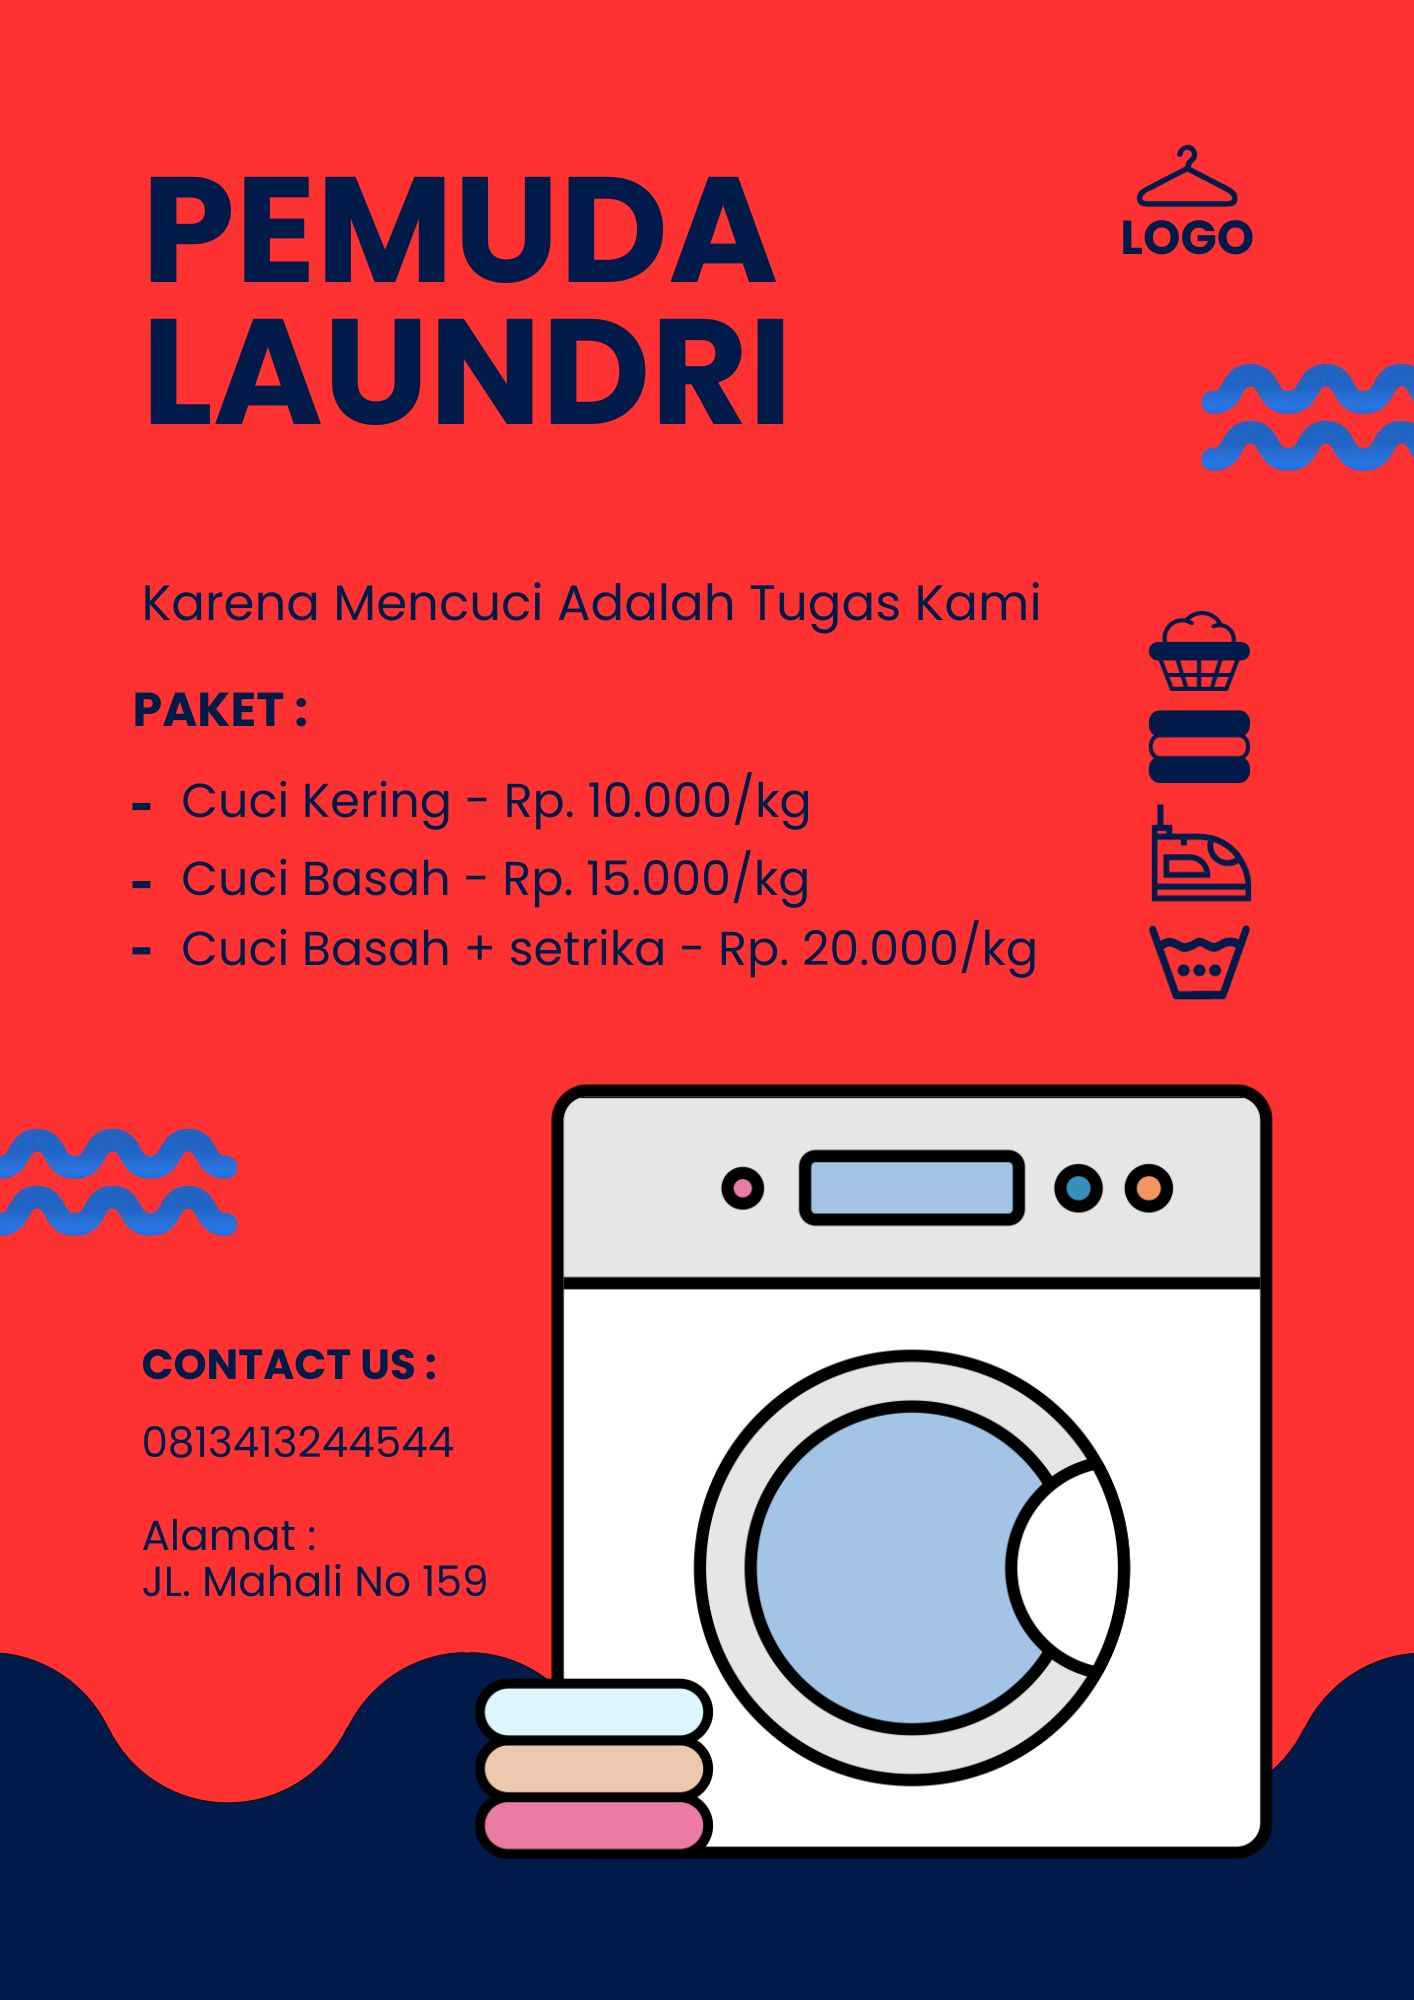 PEMUDA
LAUNDRI
LOGO
Karena Mencuci Adalah Tugas Kami
PAKET :
- Cuci Kering - Rp. 10.000/kg
- Cuci Basah - Rp. 15.000/kg
- Cuci Basah + setrika - Rp. 20.000/kg
CONTACT US :
0813413244544
Alamat :
JL. Mahali No 159